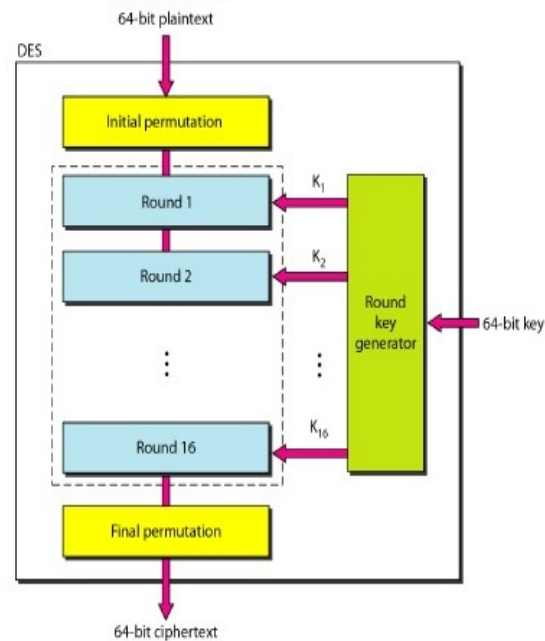 64-bit plaintext
DES
Initial permutation
K₁
Round 1
K₂
Round 2
Round
key
generator
64-bit key
K₁₆
Round 16
Final permutation
64-bit ciphertext